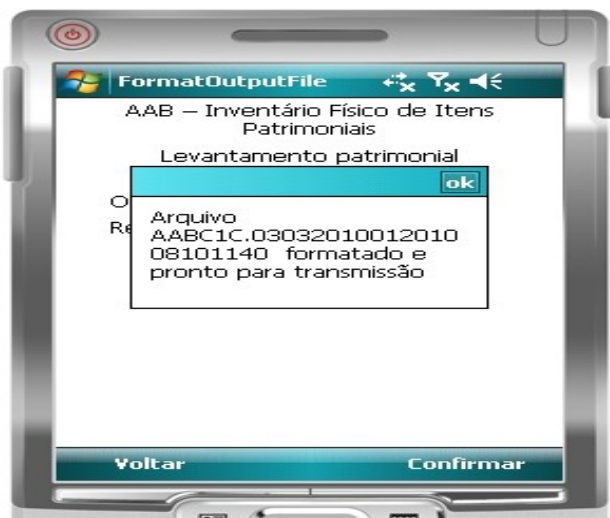 FormatOutputFile
AAB – Inventário Físico de Itens
Patrimoniais
Levantamento patrimonial
ok
Arquivo
AABC1C.03032010012010
08101140 formatado e
pronto para transmissão
Voltar Confirmar